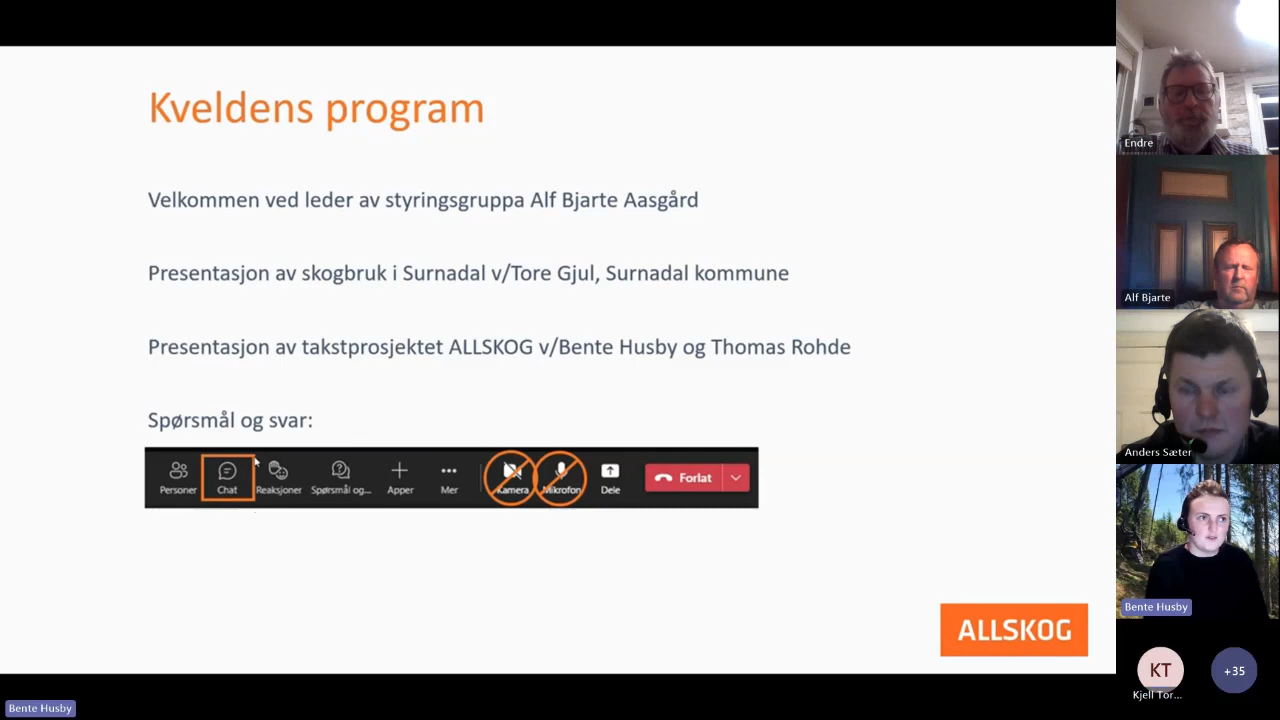 Kveldens program
Velkommen ved leder av styringsgruppa Alf Bjarte Aasgård
Presentasjon av skogbruk i Surnadal v/Tore Gjul, Surnadal kommune
Presentasjon av takstprosjektet ALLSKOG v/Bente Husby og Thomas Rohde
Spørsmål og svar:
Personer Chat Reaksjoner Spørsmål og... Apper Mer Kamera Mikrofon Dele Forlat
ALLSKOG
Bente Husby
Endre
Alf Bjarte
Anders Sæter
Bente Husby
KT
Kjell Tor...
+35